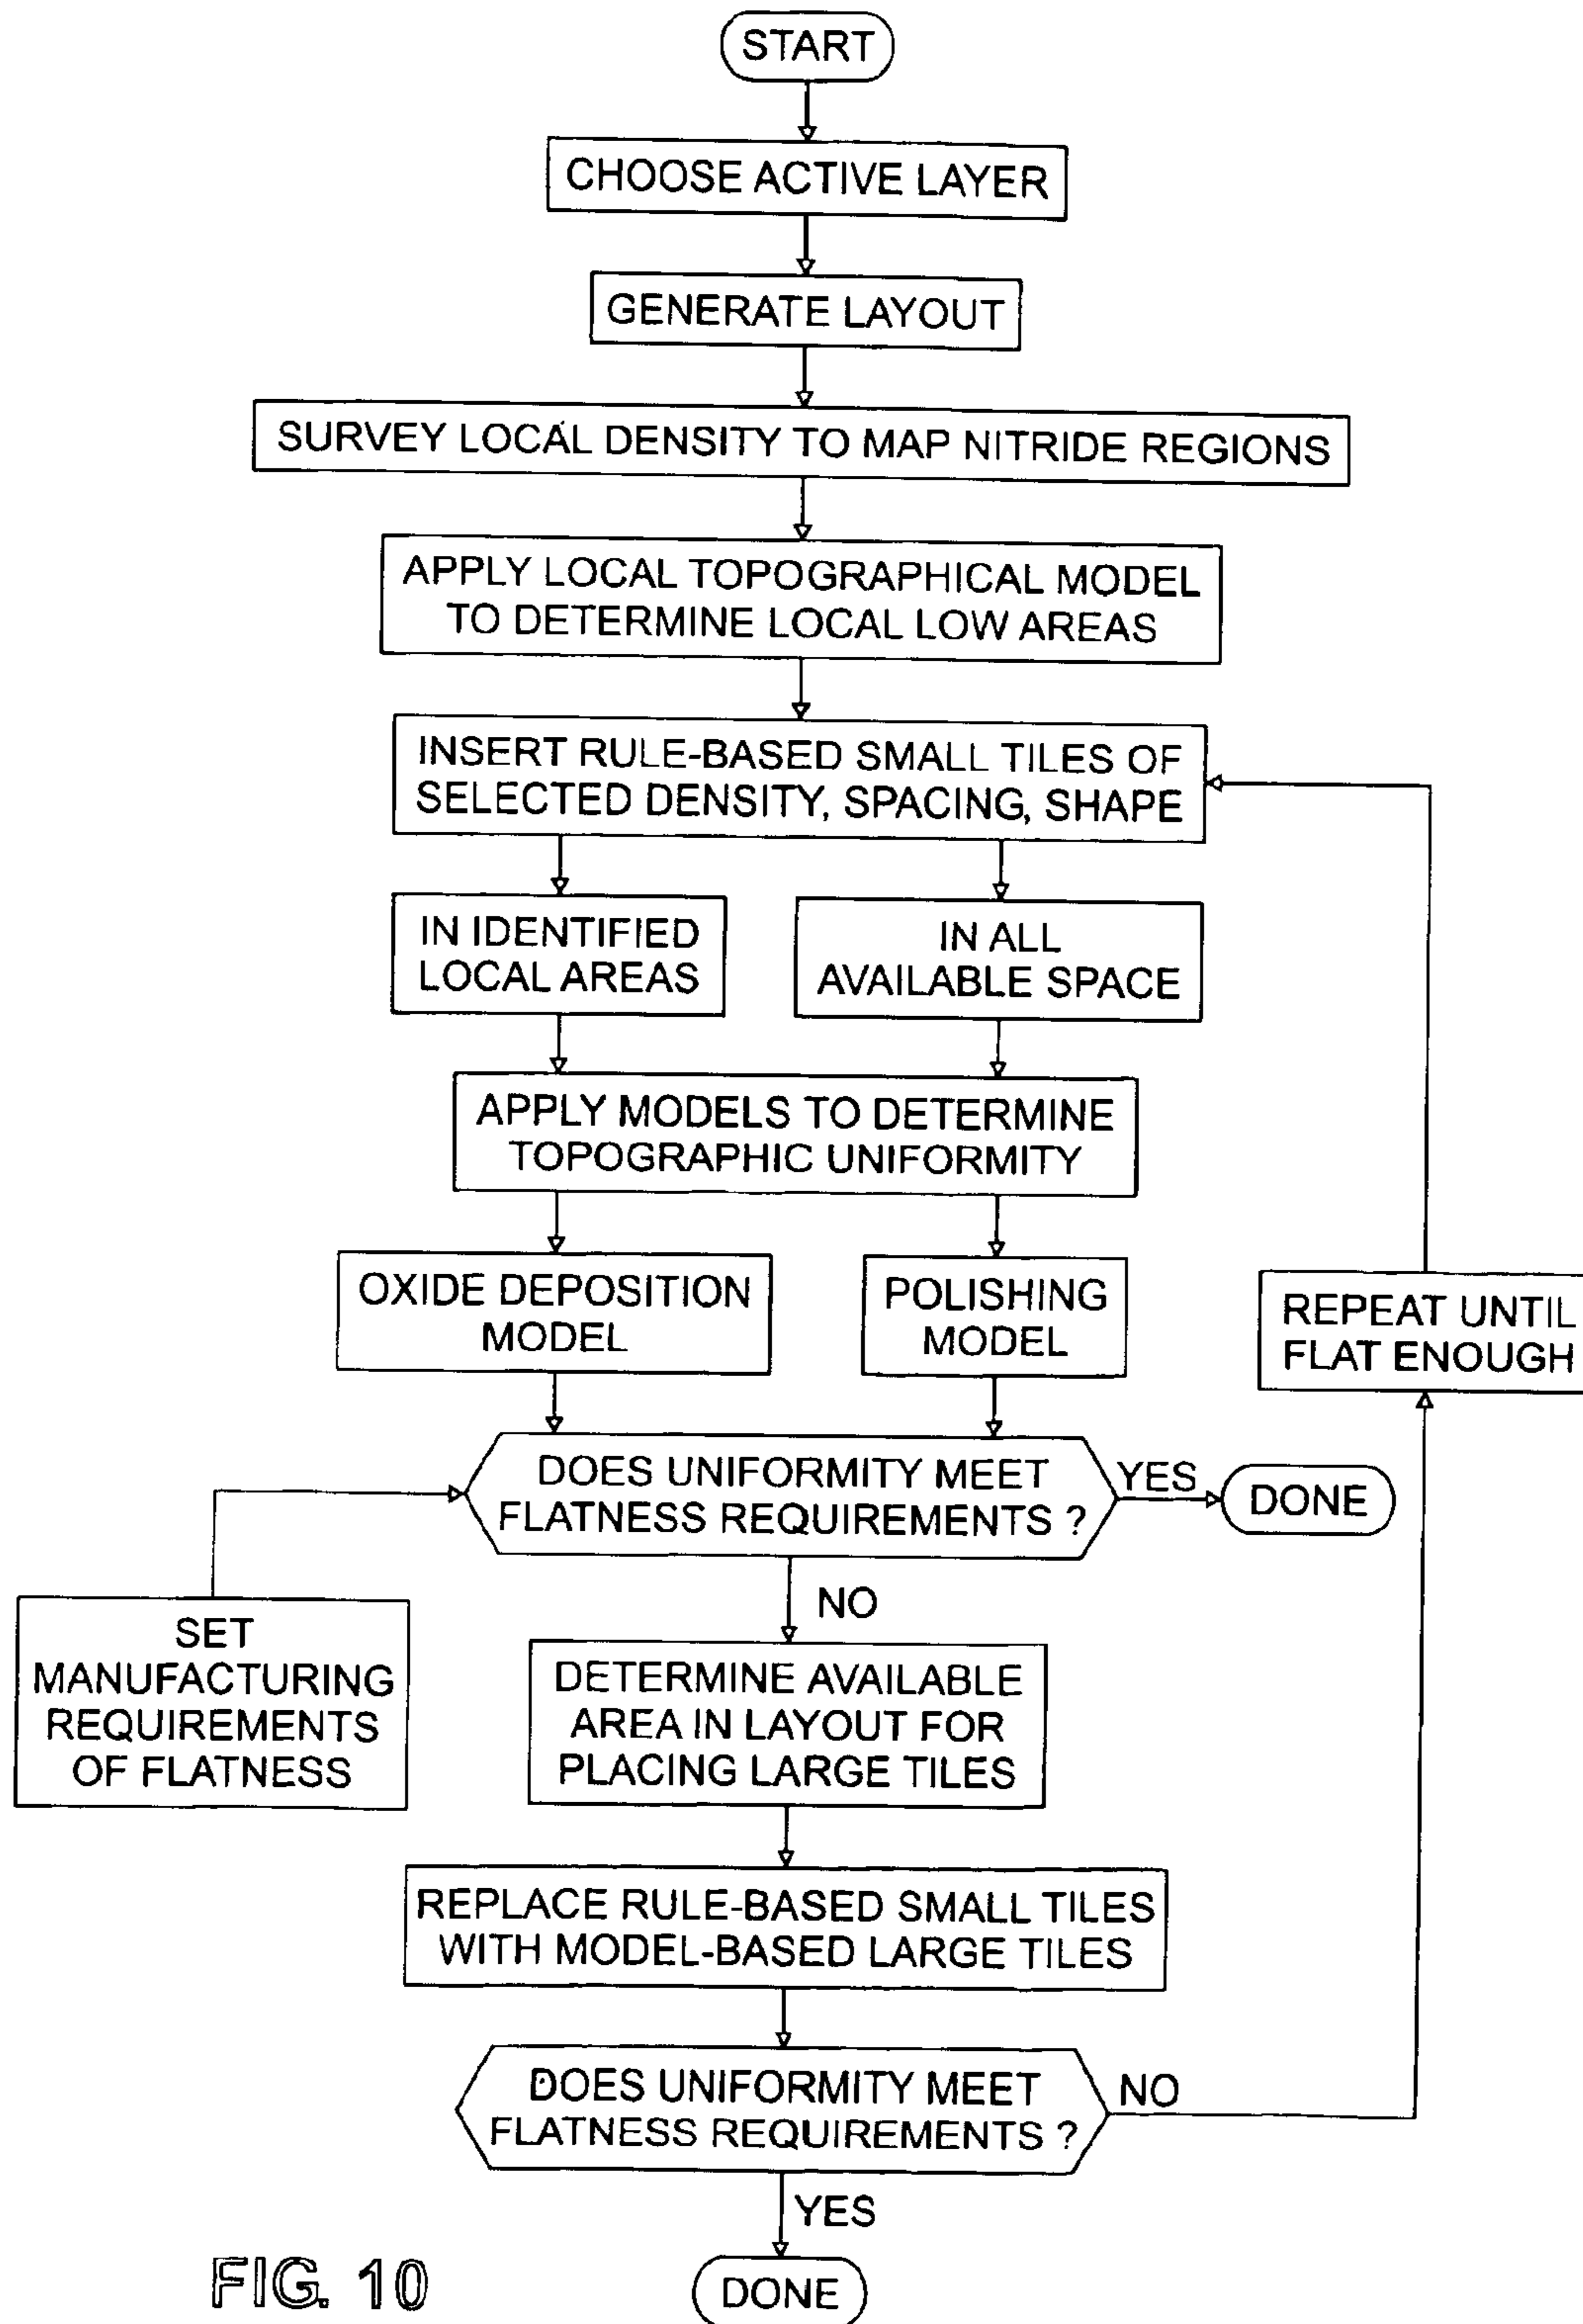 START
CHOOSE ACTIVE LAYER
GENERATE LAYOUT
SURVEY LOCAL DENSITY TO MAP NITRIDE REGIONS
APPLY LOCAL TOPOGRAPHICAL MODEL
TO DETERMINE LOCAL LOW AREAS
INSERT RULE-BASED SMALL TILES OF
SELECTED DENSITY, SPACING, SHAPE
IN IDENTIFIED
LOCAL AREAS
IN ALL
AVAILABLE SPACE
APPLY MODELS TO DETERMINE
TOPOGRAPHIC UNIFORMITY
OXIDE DEPOSITION
MODEL
POLISHING
MODEL
REPEAT UNTIL
FLAT ENOUGH
DOES UNIFORMITY MEET
FLATNESS REQUIREMENTS ?
YES
DONE
NO
SET
MANUFACTURING
REQUIREMENTS
OF FLATNESS
DETERMINE AVAILABLE
AREA IN LAYOUT FOR
PLACING LARGE TILES
REPLACE RULE-BASED SMALL TILES
WITH MODEL-BASED LARGE TILES
DOES UNIFORMITY MEET
FLATNESS REQUIREMENTS ?
NO
YES
DONE
FIG. 10